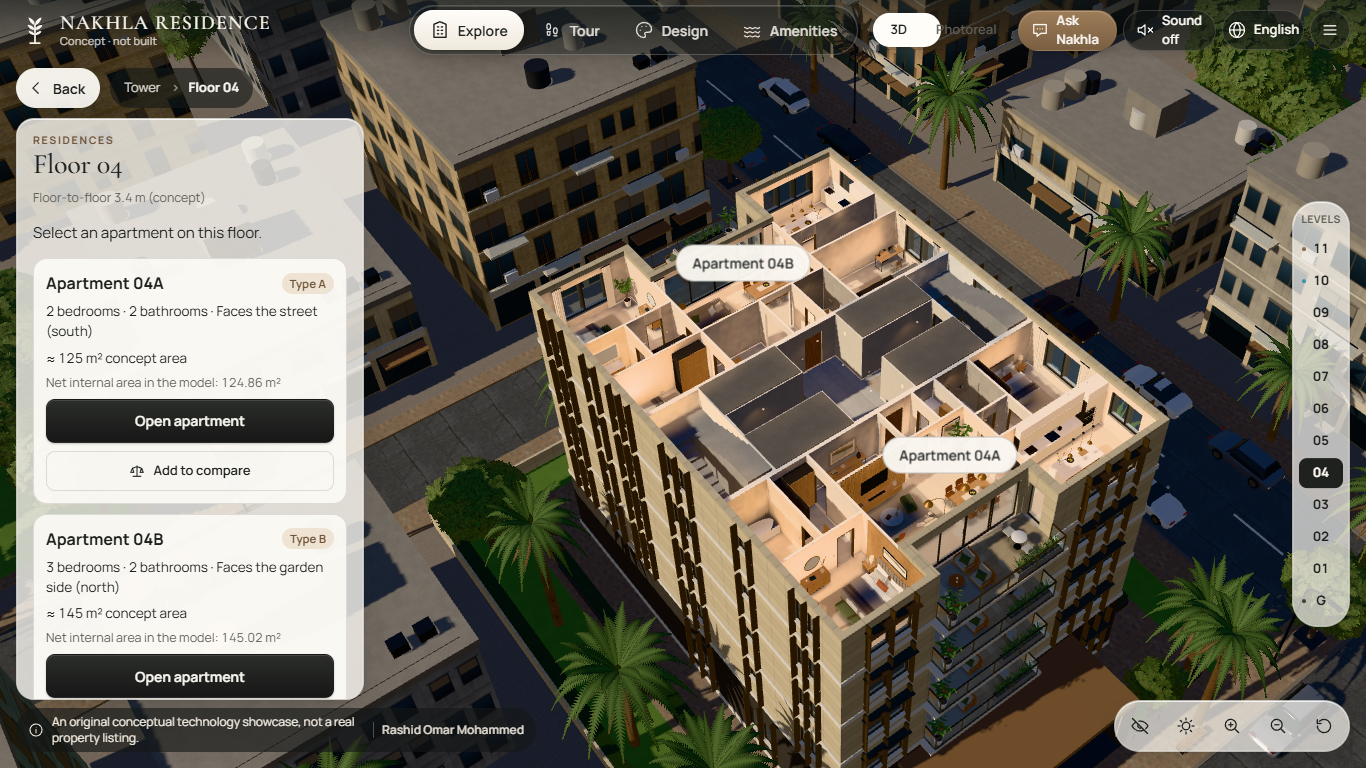 NAKHLA RESIDENCE
Concept · not built
Explore
Tour
Design
Amenities
3D
Photoreal
Ask
Nakhla
Sound
off
English
Back
Tower › Floor 04
RESIDENCES
Floor 04
Floor-to-floor 3.4 m (concept)
Select an apartment on this floor.
Apartment 04A
Type A
2 bedrooms · 2 bathrooms · Faces the street
(south)
≈ 125 m² concept area
Net internal area in the model: 124.86 m²
Open apartment
Add to compare
Apartment 04B
Type B
3 bedrooms · 2 bathrooms · Faces the garden
side (north)
≈ 145 m² concept area
Net internal area in the model: 145.02 m²
Open apartment
Apartment 04B
Apartment 04A
LEVELS
11
10
09
08
07
06
05
04
03
02
01
G
An original conceptual technology showcase, not a real
property listing.
Rashid Omar Mohammed